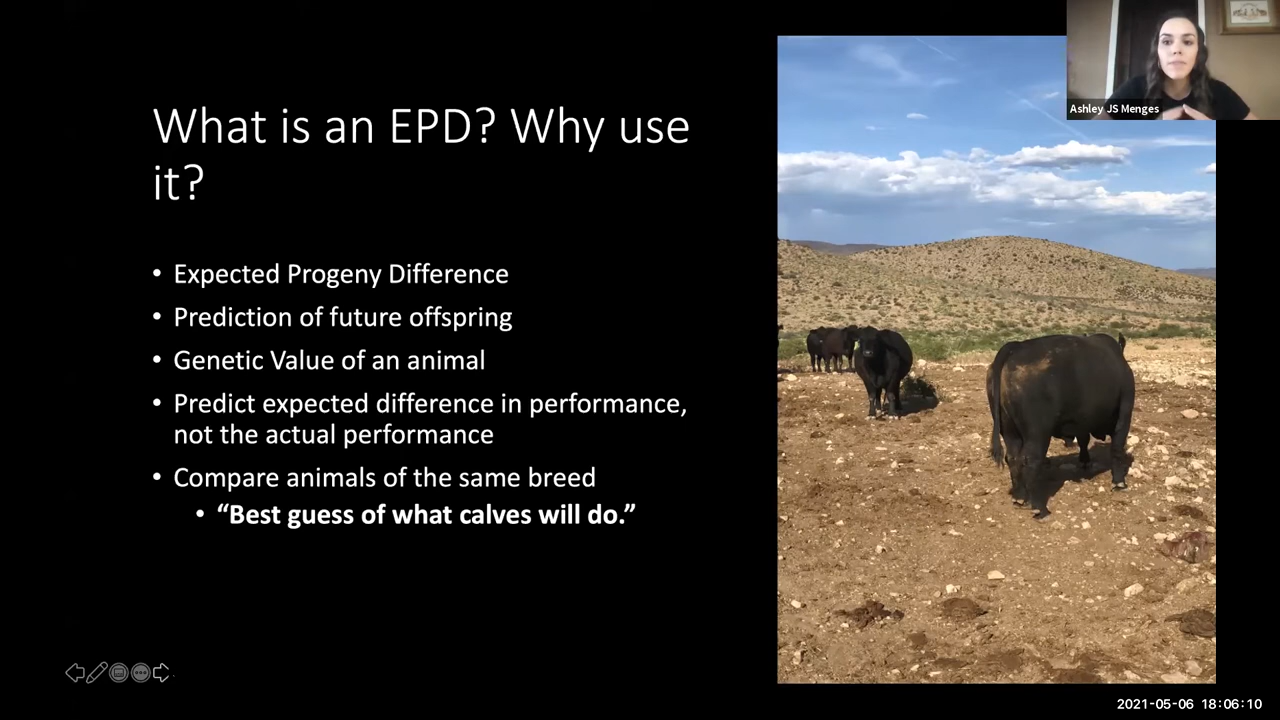 What is an EPD? Why use
it?
• Expected Progeny Difference
• Prediction of future offspring
• Genetic Value of an animal
• Predict expected difference in performance,
not the actual performance
• Compare animals of the same breed
• “Best guess of what calves will do.”
Ashley JS Menges
2021-05-06 18:06:10